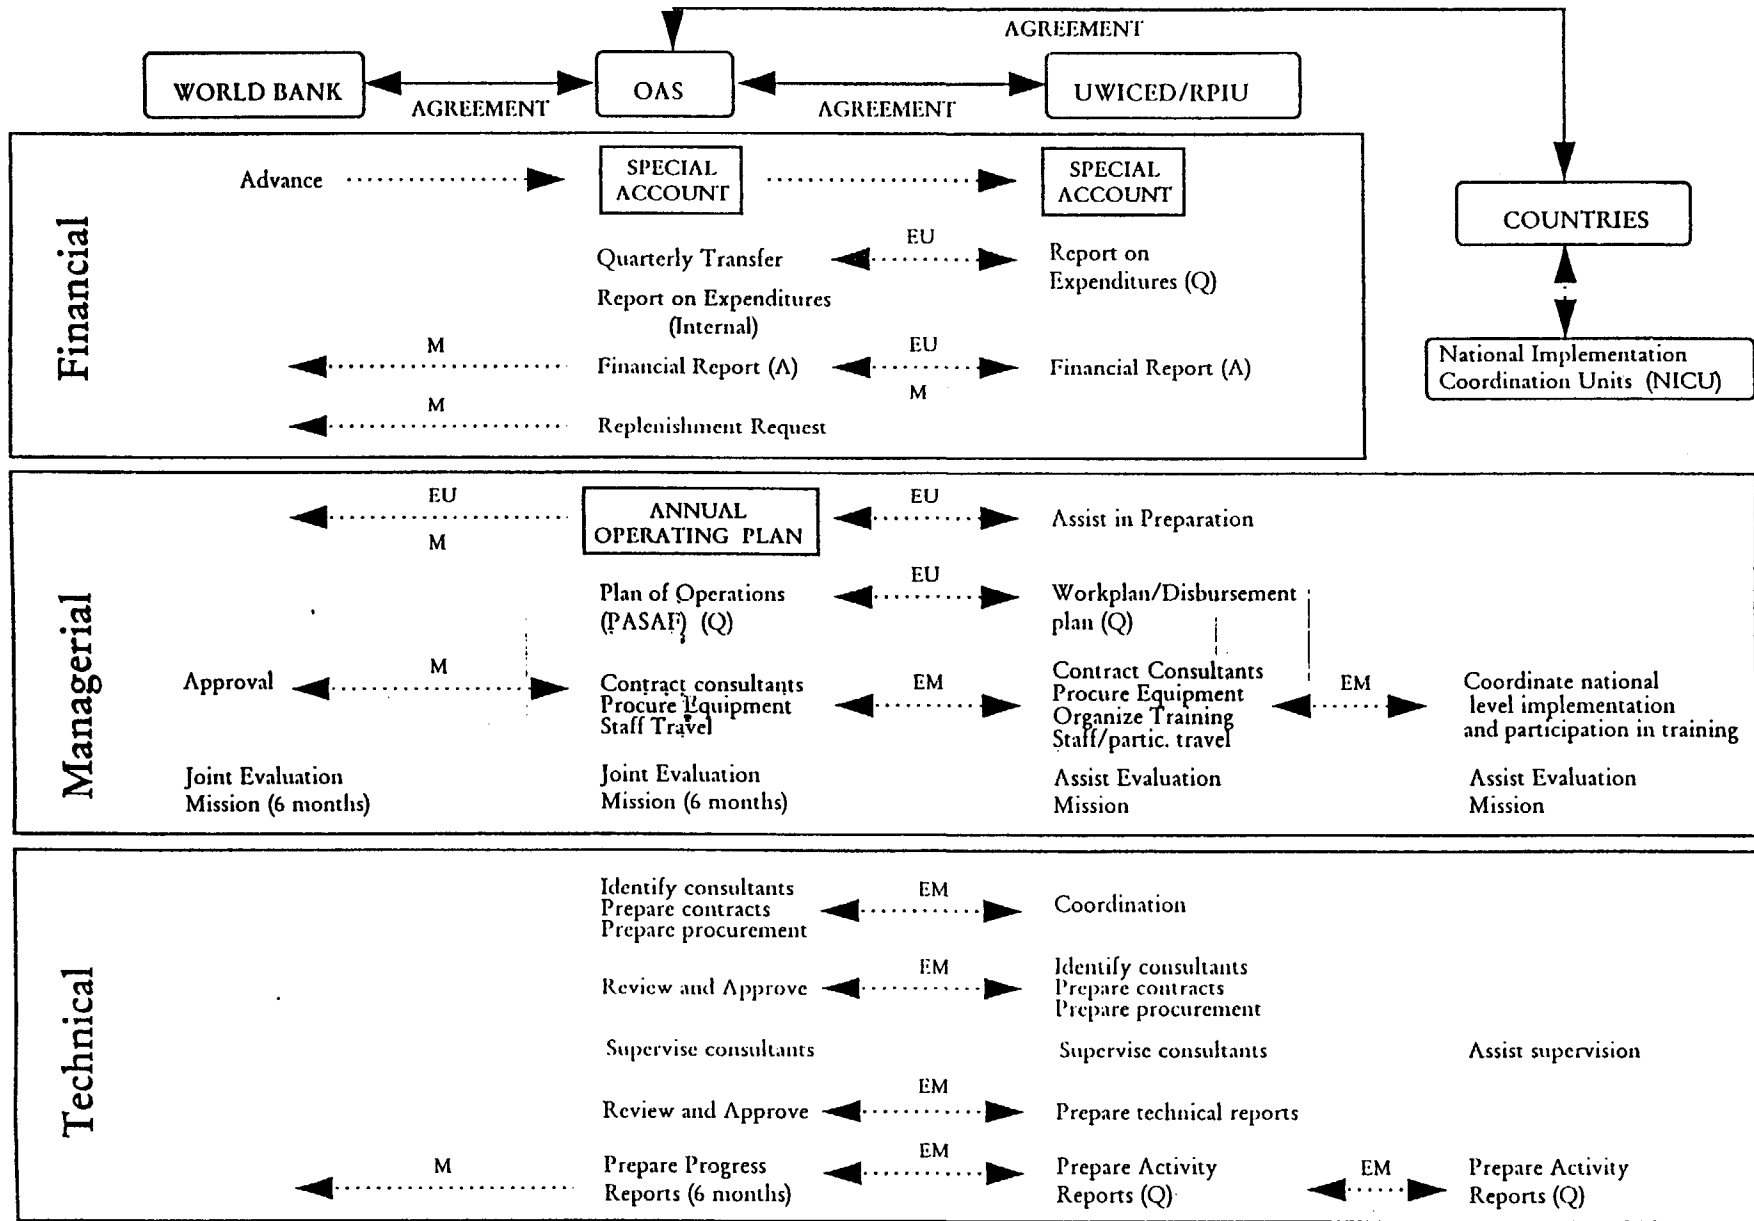 AGREEMENT
WORLD BANK
OAS
UWICED/RPIU
AGREEMENT
AGREEMENT
COUNTRIES
National Implementation
Coordination Units (NICU)
Financial
Advance
SPECIAL
ACCOUNT
SPECIAL
ACCOUNT
Quarterly Transfer
EU
Report on
Expenditures (Q)
Report on Expenditures
(Internal)
M
Financial Report (A)
EU
M
Financial Report (A)
M
Replenishment Request
Managerial
EU
M
ANNUAL
OPERATING PLAN
EU
Assist in Preparation
Plan of Operations
(PASAF) (Q)
EU
Workplan/Disbursement
plan (Q)
Approval
M
Contract consultants
Procure Equipment
Staff Travel
EM
Contract Consultants
Procure Equipment
Organize Training
Staff/partic. travel
EM
Coordinate national
level implementation
and participation in training
Joint Evaluation
Mission (6 months)
Joint Evaluation
Mission (6 months)
Assist Evaluation
Mission
Assist Evaluation
Mission
Technical
Identify consultants
Prepare contracts
Prepare procurement
EM
Coordination
Review and Approve
EM
Identify consultants
Prepare contracts
Prepare procurement
Supervise consultants
Supervise consultants
Assist supervision
Review and Approve
EM
Prepare technical reports
M
Prepare Progress
Reports (6 months)
EM
Prepare Activity
Reports (Q)
EM
Prepare Activity
Reports (Q)